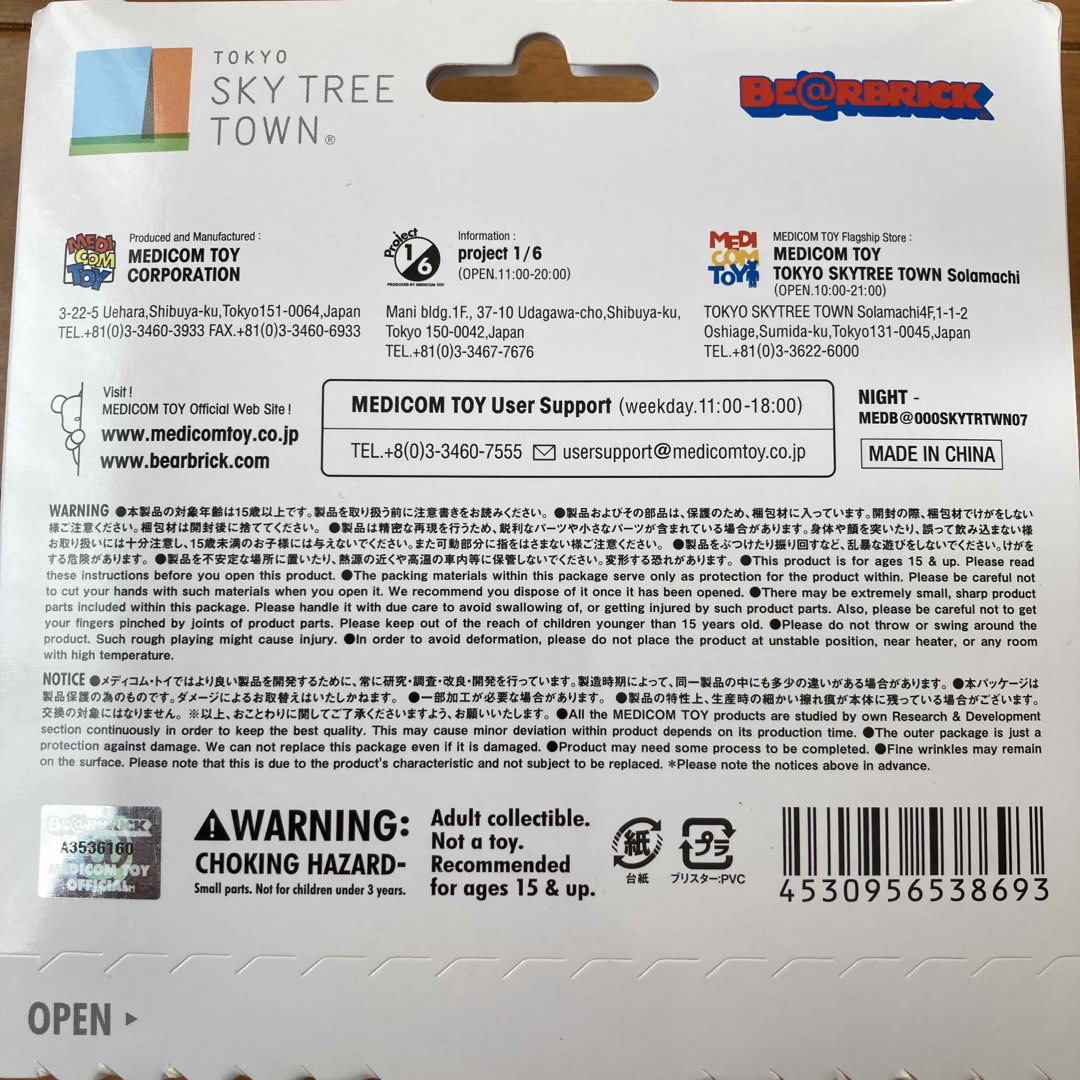 TOKYO
SKY TREE
TOWN®
BE@RBRICK
MEDI
COM
TOY
Produced and Manufactured :
MEDICOM TOY
CORPORATION
3-22-5 Uehara,Shibuya-ku,Tokyo151-0064,Japan
TEL.+81(0)3-3460-3933 FAX.+81(0)3-3460-6933
Project
1/6
PRODUCED BY MEDICOM TOY
Information :
project 1/6
(OPEN.11:00-20:00)
Mani bldg.1F., 37-10 Udagawa-cho,Shibuya-ku,
Tokyo 150-0042,Japan
TEL.+81(0)3-3467-7676
MEDI
COM
TOY
MEDICOM TOY Flagship Store :
MEDICOM TOY
TOKYO SKYTREE TOWN Solamachi
(OPEN.10:00-21:00)
TOKYO SKYTREE TOWN Solamachi4F,1-1-2
Oshiage,Sumida-ku,Tokyo131-0045,Japan
TEL.+81(0)3-3622-6000
Visit !
MEDICOM TOY Official Web Site !
www.medicomtoy.co.jp
www.bearbrick.com
MEDICOM TOY User Support (weekday.11:00-18:00)
TEL.+8(0)3-3460-7555 usersupport@medicomtoy.co.jp
NIGHT -
MEDB@000SKYTRTWN07
MADE IN CHINA
WARNING ●本製品の対象年齢は15歳以上です。製品を取り扱う前に注意書きをお読みください。 ●製品およびその部品は、保護のため、梱包材に入っています。開封の際、梱包材でけがをしない
様ご注意ください。梱包材は開封後に捨ててください。 ●製品は精密な再現を行うため、鋭利なパーツや小さなパーツが含まれている場合があります。身体や顔を突いたり、誤って飲み込まない様
お取り扱いには十分注意し、15歳未満のお子様には与えないでください。また可動部分に指をはさまない様ご注意ください。 ●製品をぶつけたり振り回すなど、乱暴な遊びをしないでください。けがを
する危険があります。 ●製品を不安定な場所に置いたり、熱源の近くや高温の車内等に保管しないでください。変形する恐れがあります。 ●This product is for ages 15 & up. Please read
these instructions before you open this product. ●The packing materials within this package serve only as protection for the product within. Please be careful not
to cut your hands with such materials when you open it. We recommend you dispose of it once it has been opened. ●There may be extremely small, sharp product
parts included within this package. Please handle it with due care to avoid swallowing of, or getting injured by such product parts. Also, please be careful not to get
your fingers pinched by joints of product parts. Please keep out of the reach of children younger than 15 years old. ●Please do not throw or swing around the
product. Such rough playing might cause injury. ●In order to avoid deformation, please do not place the product at unstable position, near heater, or any room
with high temperature.
NOTICE ●メディコム・トイではより良い製品を開発するために、常に研究・調査・改良・開発を行っています。製造時期によって、同一製品の中にも多少の違いがある場合があります。 ●本パッケージは
製品保護の為のものです。ダメージによるお取替えはいたしかねます。 ●一部加工が必要な場合があります。 ●製品の特性上、生産時の細かい擦れ痕が本体に残っている場合がございます。
交換の対象にはなりません。 ※以上、おことわりに関してご了承くださいますよう、お願いいたします。 ●All the MEDICOM TOY products are studied by own Research & Development
section continuously in order to keep the best quality. This may cause minor deviation within product depends on its production time. ●The outer package is just a
protection against damage. We can not replace this package even if it is damaged. ●Product may need some process to be completed. ●Fine wrinkles may remain
on the surface. Please note that this is due to the product's characteristic and not subject to be replaced. *Please note the notices above in advance.
BE@RBRICK
A3536160
MEDICOM TOY
OFFICIAL
WARNING:
CHOKING HAZARD-
Small parts. Not for children under 3 years.
Adult collectible.
Not a toy.
Recommended
for ages 15 & up.
紙
台紙
プラ
ブリスター:PVC
4530956538693
OPEN